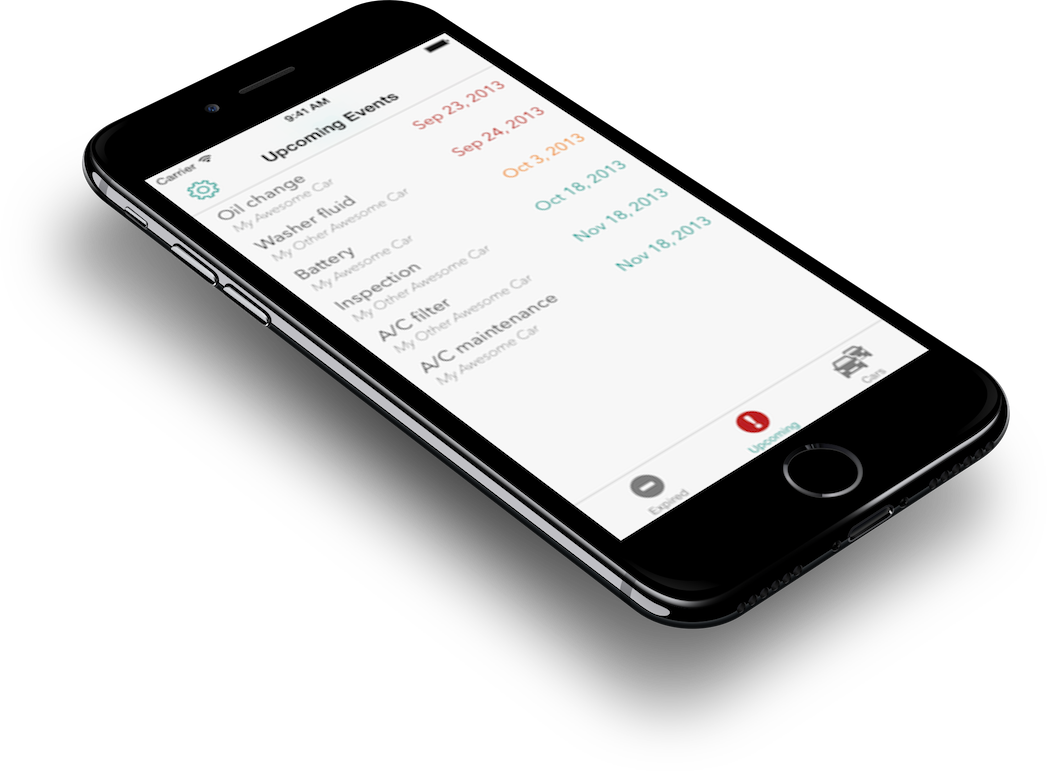 Carrier 9:41 AM
Upcoming Events
Oil change Sep 23, 2013
My Awesome Car
Washer fluid Sep 24, 2013
My Other Awesome Car
Battery Oct 3, 2013
My Awesome Car
Inspection Oct 18, 2013
My Other Awesome Car
A/C filter Nov 18, 2013
My Other Awesome Car
A/C maintenance Nov 18, 2013
My Awesome Car
Expired Upcoming Cars